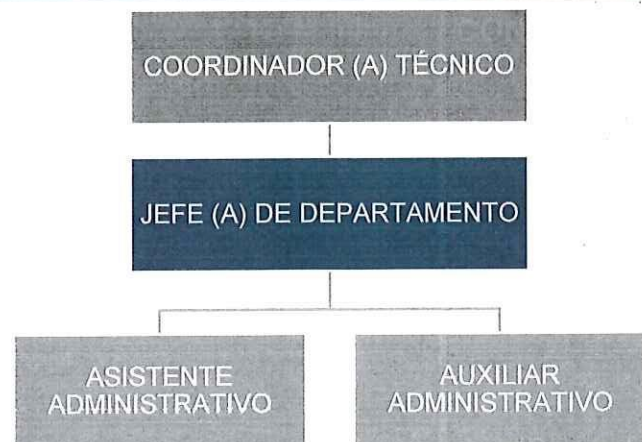 COORDINADOR (A) TÉCNICO
JEFE (A) DE DEPARTAMENTO
ASISTENTE
ADMINISTRATIVO
AUXILIAR
ADMINISTRATIVO